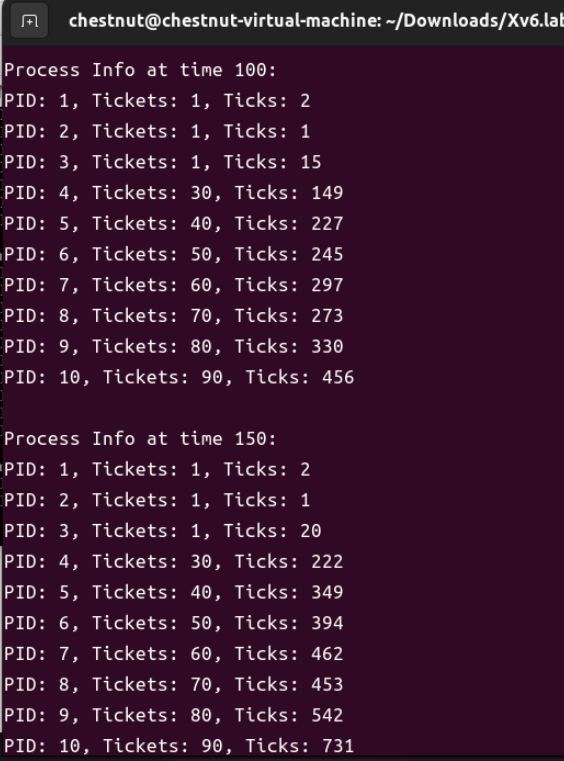 chestnut@chestnut-virtual-machine: ~/Downloads/Xv6.lab
Process Info at time 100:
PID: 1, Tickets: 1, Ticks: 2
PID: 2, Tickets: 1, Ticks: 1
PID: 3, Tickets: 1, Ticks: 15
PID: 4, Tickets: 30, Ticks: 149
PID: 5, Tickets: 40, Ticks: 227
PID: 6, Tickets: 50, Ticks: 245
PID: 7, Tickets: 60, Ticks: 297
PID: 8, Tickets: 70, Ticks: 273
PID: 9, Tickets: 80, Ticks: 330
PID: 10, Tickets: 90, Ticks: 456
Process Info at time 150:
PID: 1, Tickets: 1, Ticks: 2
PID: 2, Tickets: 1, Ticks: 1
PID: 3, Tickets: 1, Ticks: 20
PID: 4, Tickets: 30, Ticks: 222
PID: 5, Tickets: 40, Ticks: 349
PID: 6, Tickets: 50, Ticks: 394
PID: 7, Tickets: 60, Ticks: 462
PID: 8, Tickets: 70, Ticks: 453
PID: 9, Tickets: 80, Ticks: 542
PID: 10, Tickets: 90, Ticks: 731